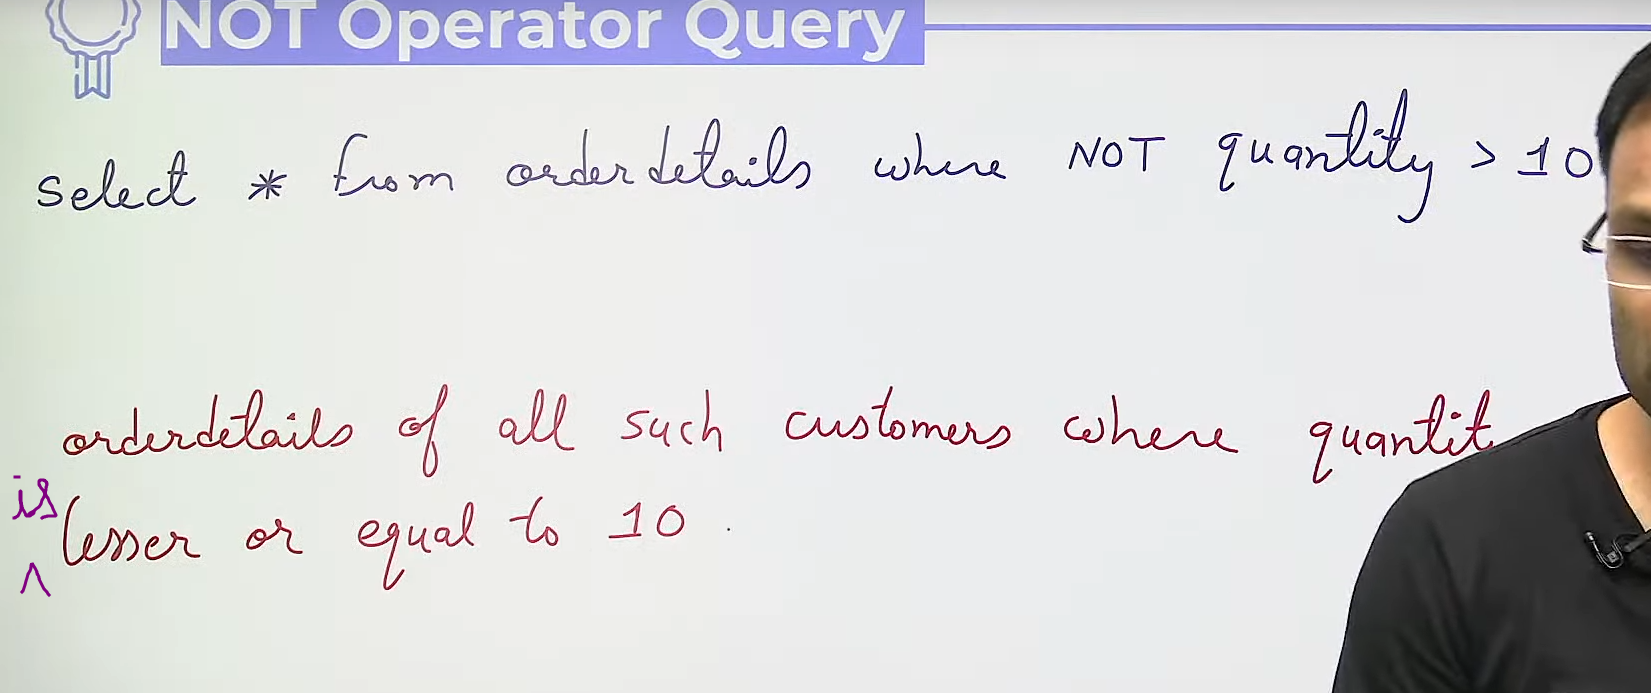 NOT Operator Query
select * from orderdetails where NOT quantity > 10
orderdetails of all such customers where quantit
is lesser or equal to 10.
^